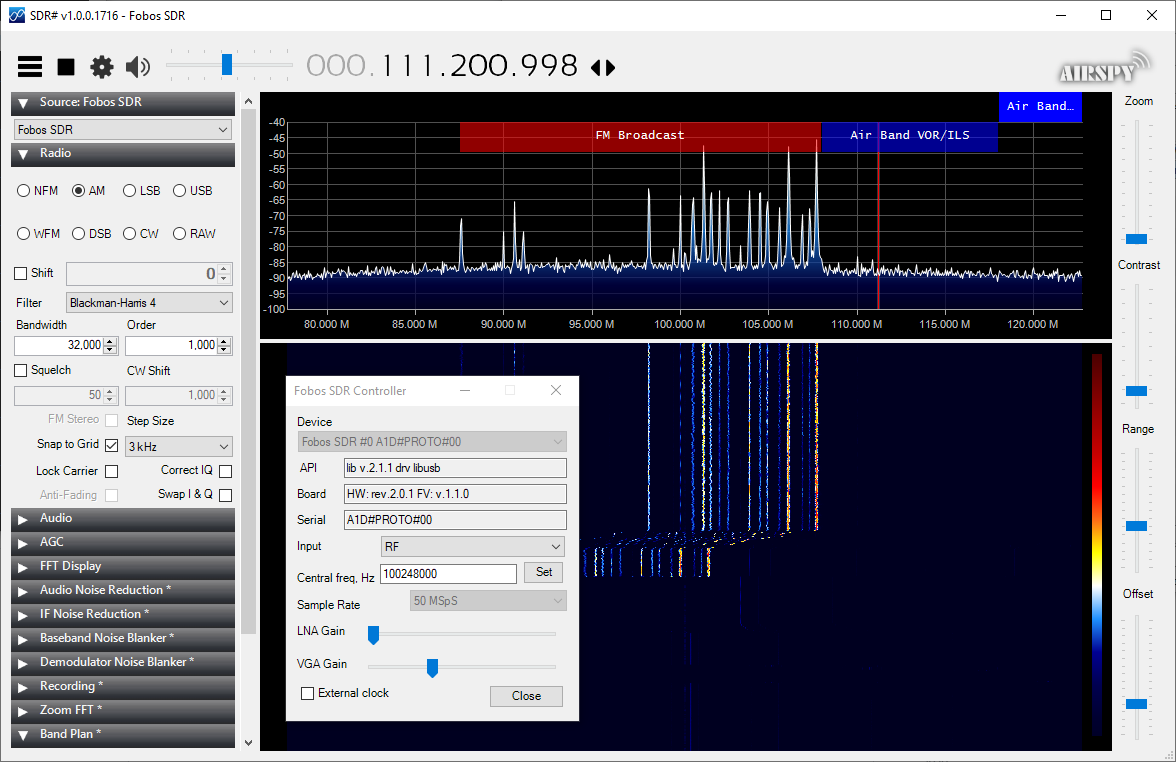 SDR# v1.0.0.1716 - Fobos SDR
000.111.200.998
AIRSPY
Source: Fobos SDR
Fobos SDR
Radio
NFM AM LSB USB
WFM DSB CW RAW
Shift 0
Filter Blackman-Harris 4
Bandwidth Order
32,000 1,000
Squelch CW Shift
50 1,000
FM Stereo Step Size
Snap to Grid 3 kHz
Lock Carrier Correct IQ
Anti-Fading Swap I & Q
Audio
AGC
FFT Display
Audio Noise Reduction *
IF Noise Reduction *
Baseband Noise Blanker *
Demodulator Noise Blanker *
Recording *
Zoom FFT *
Band Plan *
Air Band…
FM Broadcast
Air Band VOR/ILS
-40
-45
-50
-55
-60
-65
-70
-75
-80
-85
-90
-95
-100
80.000 M 85.000 M 90.000 M 95.000 M 100.000 M 105.000 M 110.000 M 115.000 M 120.000 M
Fobos SDR Controller
Device
Fobos SDR #0 A1D#PROTO#00
API lib v.2.1.1 drv libusb
Board HW: rev.2.0.1 FV: v.1.1.0
Serial A1D#PROTO#00
Input RF
Central freq, Hz 100248000 Set
Sample Rate 50 MSpS
LNA Gain
VGA Gain
External clock Close
Zoom
Contrast
Range
Offset